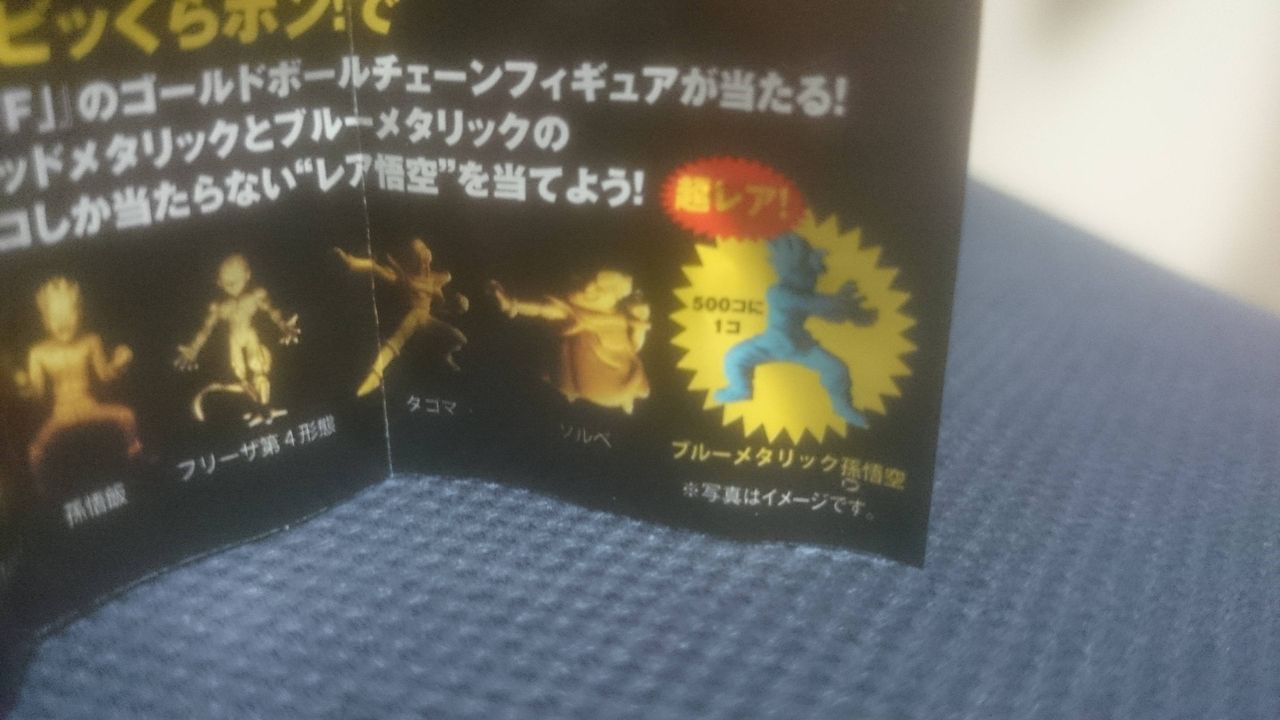 ビッくらポン!で
F』のゴールドボールチェーンフィギュアが当たる!
ッドメタリックとブルーメタリックの
コしか当たらない“レア悟空”を当てよう!
超レア!
500コに
1コ
孫悟飯
フリーザ第4形態
タゴマ
ソルベ
ブルーメタリック孫悟空
※写真はイメージです。